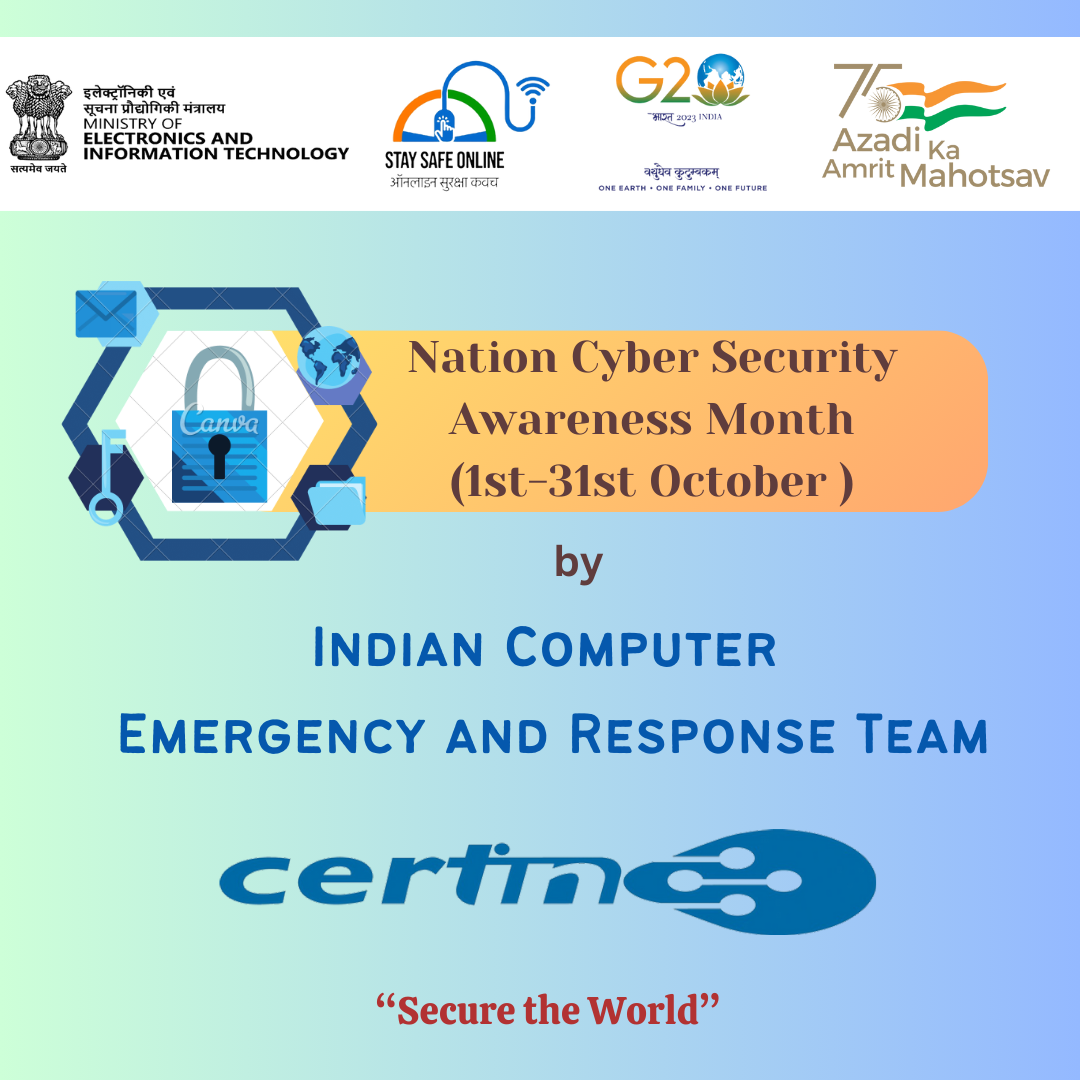 इलेक्ट्रॉनिकी एवं
सूचना प्रौद्योगिकी मंत्रालय
MINISTRY OF
ELECTRONICS AND
INFORMATION TECHNOLOGY
सत्यमेव जयते
STAY SAFE ONLINE
ऑनलाइन सुरक्षा कवच
G20
भारत 2023 INDIA
वसुधैव कुटुम्बकम्
ONE EARTH • ONE FAMILY • ONE FUTURE
75
Azadi Ka
Amrit Mahotsav
Canva
Nation Cyber Security
Awareness Month
(1st-31st October )
by
Indian Computer
Emergency and Response Team
certin
“Secure the World”